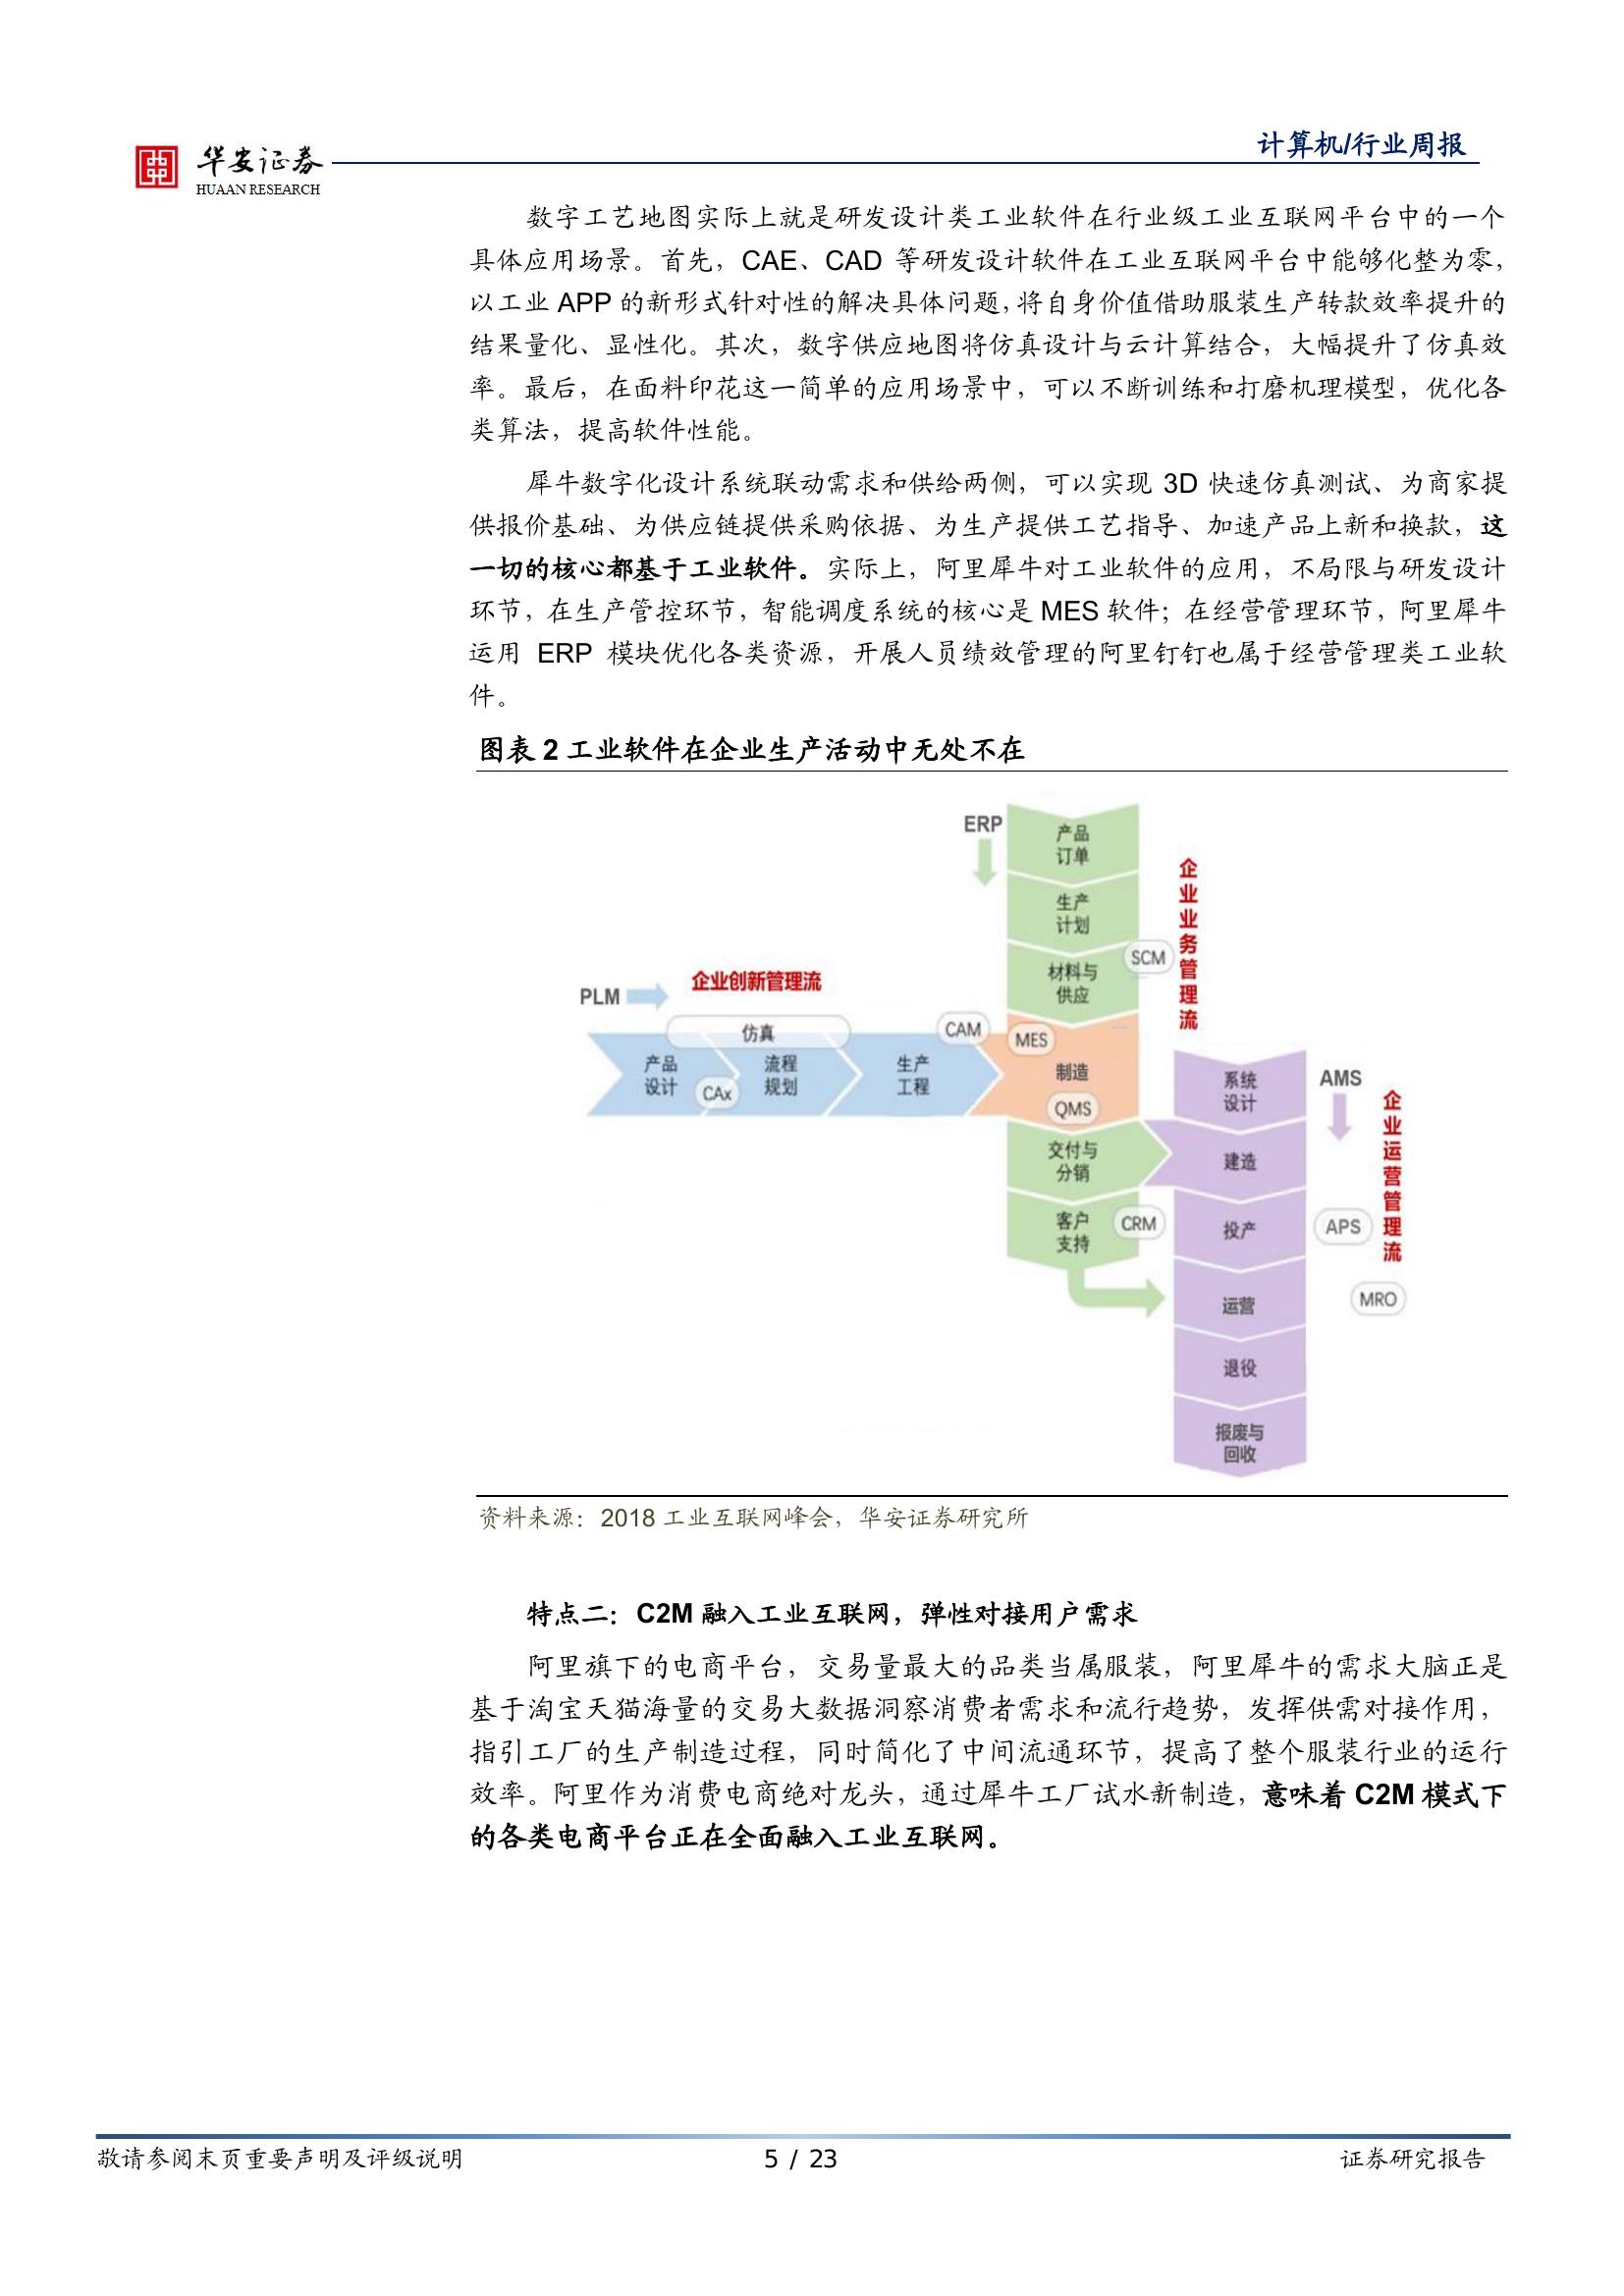 华安证券
HUAAN RESEARCH
计算机/行业周报
数字工艺地图实际上就是研发设计类工业软件在行业级工业互联网平台中的一个
具体应用场景。首先，CAE、CAD 等研发设计软件在工业互联网平台中能够化整为零，
以工业 APP 的新形式针对性的解决具体问题，将自身价值借助服装生产转款效率提升的
结果量化、显性化。其次，数字供应地图将仿真设计与云计算结合，大幅提升了仿真效
率。最后，在面料印花这一简单的应用场景中，可以不断训练和打磨机理模型，优化各
类算法，提高软件性能。
犀牛数字化设计系统联动需求和供给两侧，可以实现 3D 快速仿真测试、为商家提
供报价基础、为供应链提供采购依据、为生产提供工艺指导、加速产品上新和换款，这
一切的核心都基于工业软件。实际上，阿里犀牛对工业软件的应用，不局限与研发设计
环节，在生产管控环节，智能调度系统的核心是 MES 软件；在经营管理环节，阿里犀牛
运用 ERP 模块优化各类资源，开展人员绩效管理的阿里钉钉也属于经营管理类工业软
件。
图表 2 工业软件在企业生产活动中无处不在
ERP
产品
订单
生产
计划
材料与
供应
SCM
企业业务管理流
PLM
企业创新管理流
仿真
产品
设计
CAx
流程
规划
生产
工程
CAM
MES
制造
QMS
交付与
分销
客户
支持
CRM
系统
设计
建造
投产
运营
退役
报废与
回收
AMS
企业运营管理流
APS
MRO
资料来源：2018 工业互联网峰会，华安证券研究所
特点二：C2M 融入工业互联网，弹性对接用户需求
阿里旗下的电商平台，交易量最大的品类当属服装，阿里犀牛的需求大脑正是
基于淘宝天猫海量的交易大数据洞察消费者需求和流行趋势，发挥供需对接作用，
指引工厂的生产制造过程，同时简化了中间流通环节，提高了整个服装行业的运行
效率。阿里作为消费电商绝对龙头，通过犀牛工厂试水新制造，意味着 C2M 模式下
的各类电商平台正在全面融入工业互联网。
敬请参阅末页重要声明及评级说明
5 / 23
证券研究报告